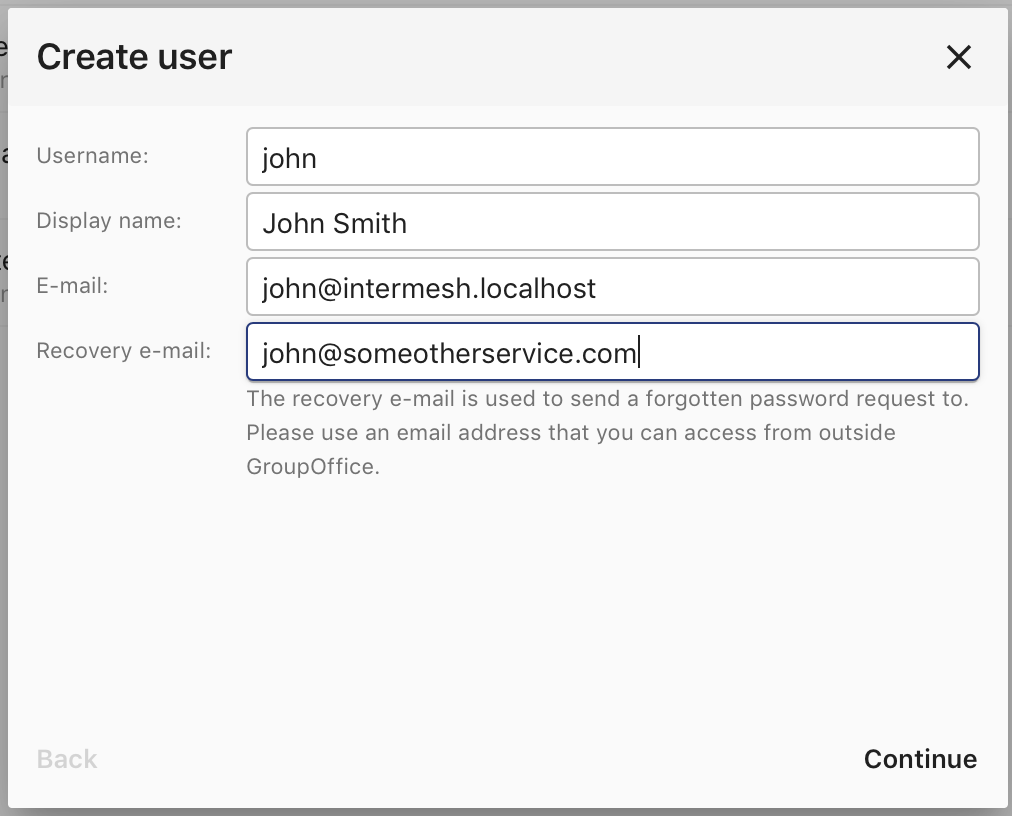 Create user
Username: john
Display name: John Smith
E-mail: john@intermesh.localhost
Recovery e-mail: john@someotherservice.com
The recovery e-mail is used to send a forgotten password request to.
Please use an email address that you can access from outside
GroupOffice.
Back Continue